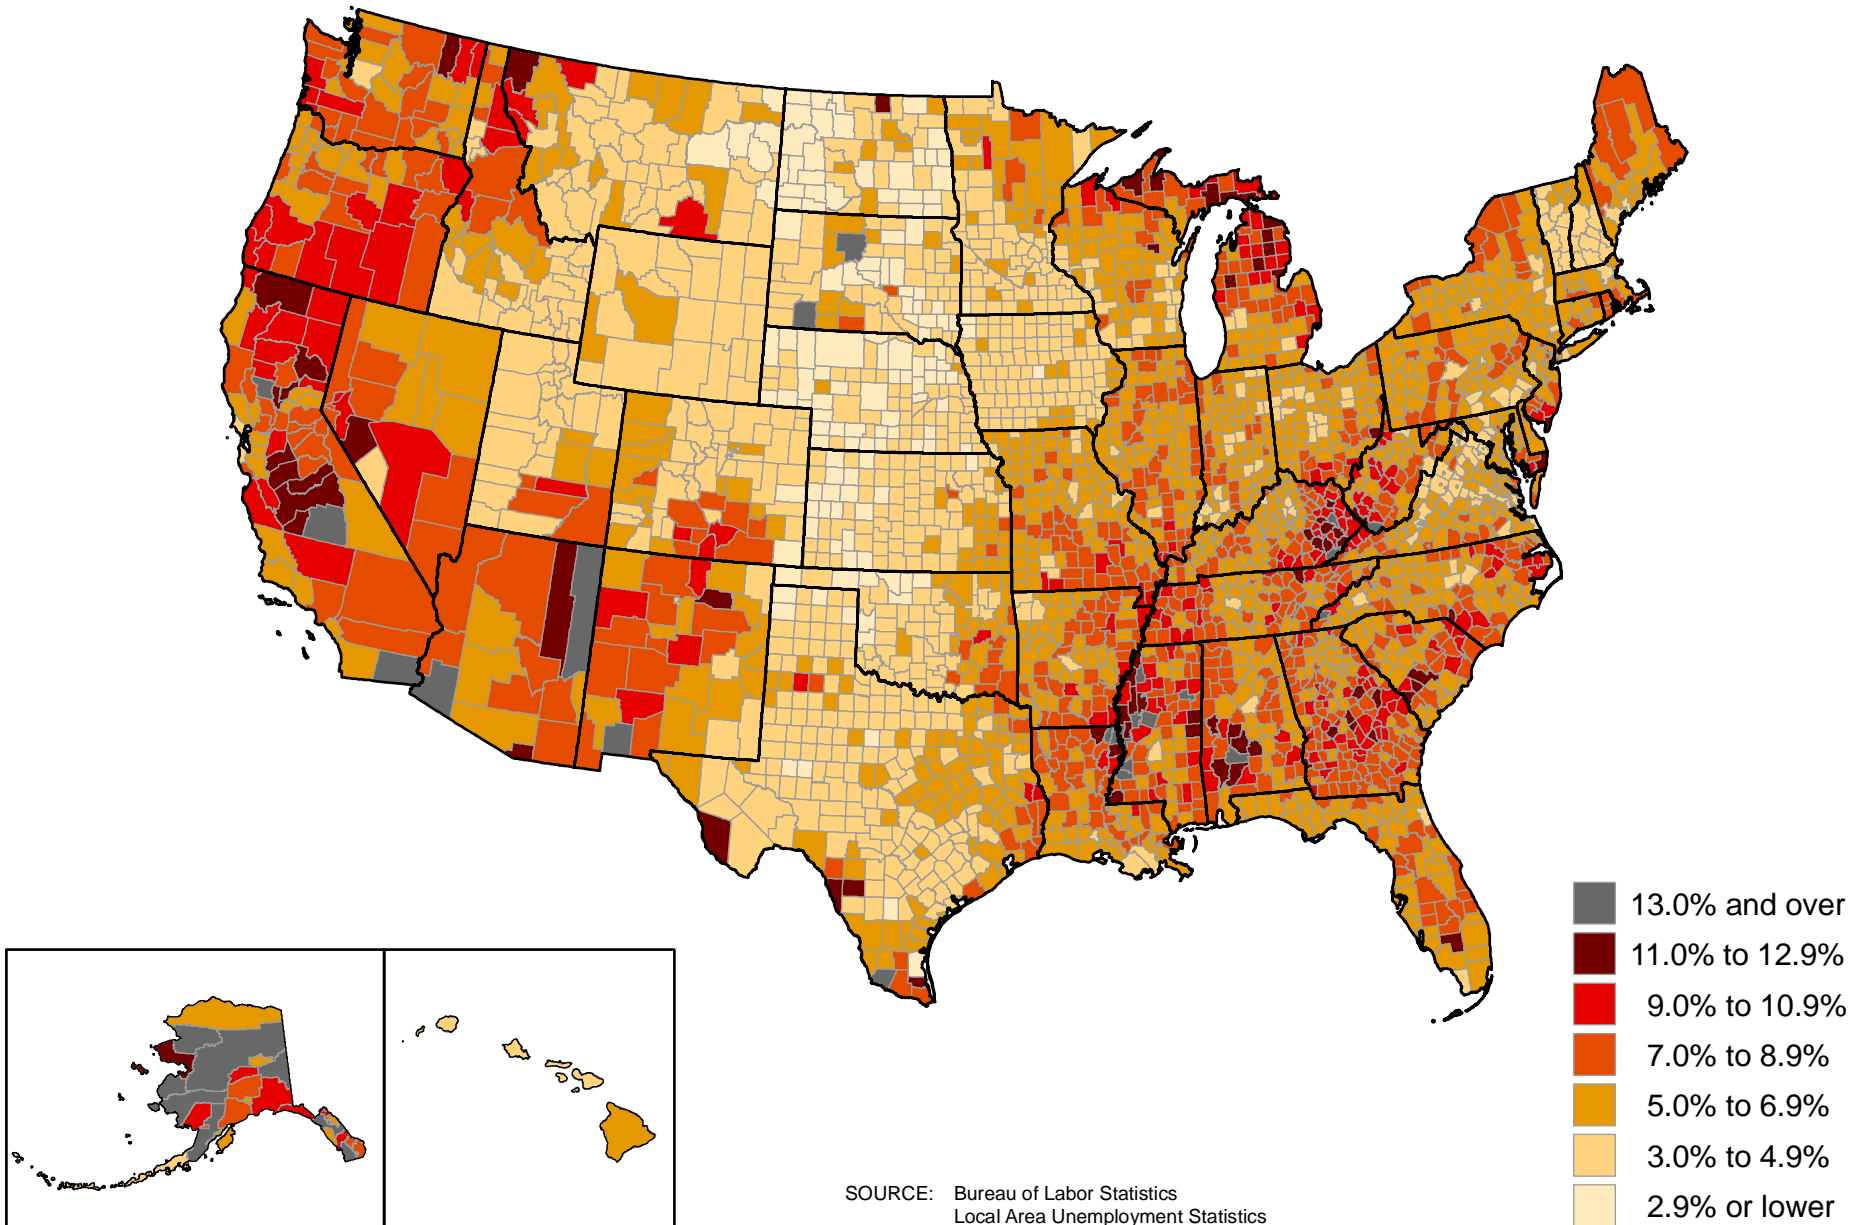 13.0% and over
11.0% to 12.9%
9.0% to 10.9%
7.0% to 8.9%
5.0% to 6.9%
3.0% to 4.9%
2.9% or lower
SOURCE: Bureau of Labor Statistics
Local Area Unemployment Statistics